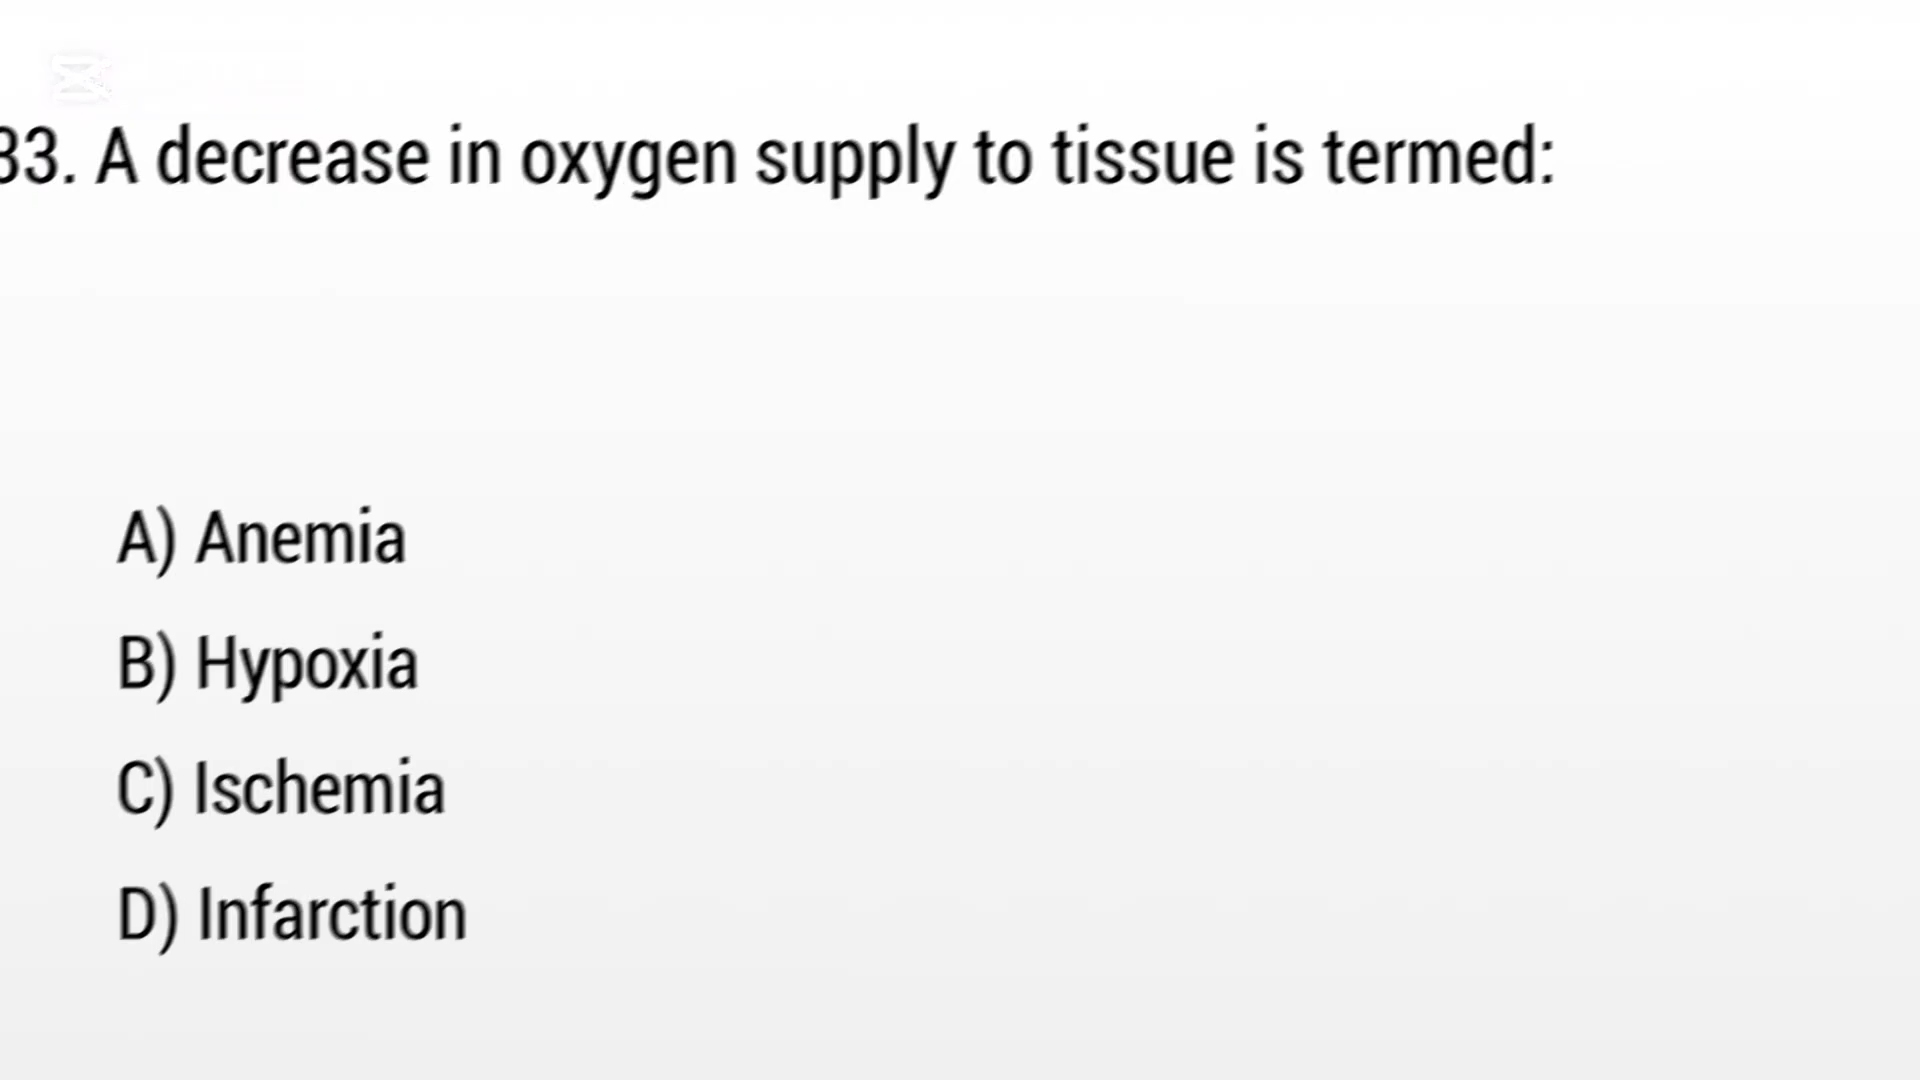 33. A decrease in oxygen supply to tissue is termed:
A) Anemia
B) Hypoxia
C) Ischemia
D) Infarction